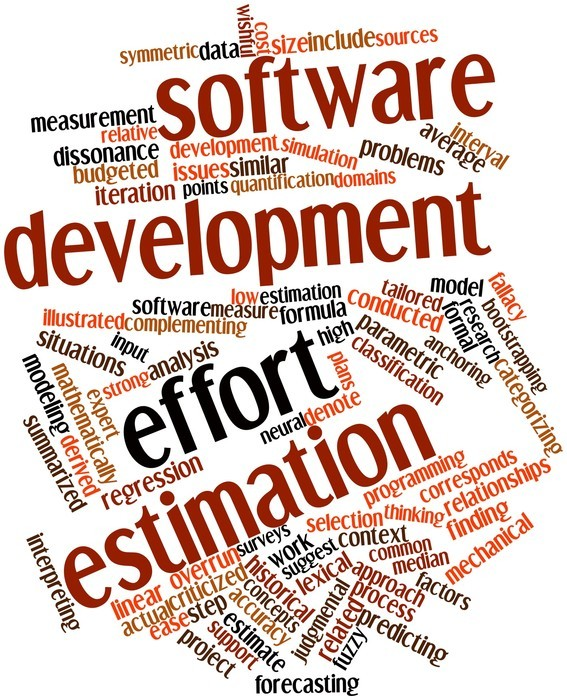 wishful
cost
symmetric data size include sources
software
measurement
relative
average interval
dissonance development simulation problems
budgeted issues similar
iteration points quantification domains
development
low estimation tailored model fallacy
software measure formula conducted formal research bootstrapping
illustrated complementing
situations input high parametric anchoring
strong analysis classification categorizing
effort
plans
modeling mathematically expert
neural denote
summarized derived
regression
estimation
programming
corresponds
selection thinking relationships
finding
interpreting
surveys work suggest context
common
median mechanical
linear overrun historical lexical approach factors
actual criticized concepts judgmental process
ease step accuracy related predicting
project support estimate fuzzy
forecasting